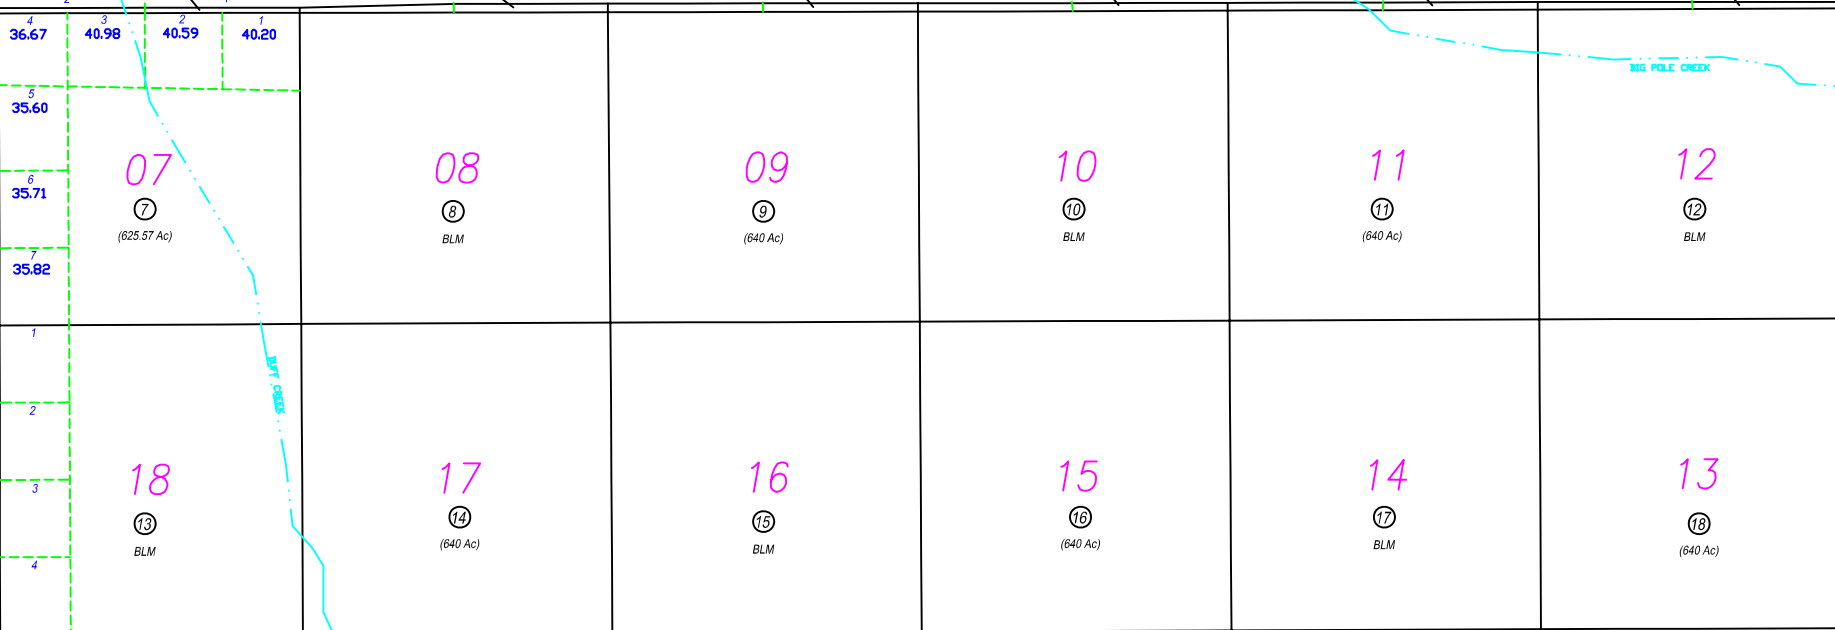 4 3 2 1
36.67 40.98 40.59 40.20
BIG POLE CREEK
5
35.60
07 08 09 10 11 12
6
35.71
7 8 9 10 11 12
(625.57 Ac) BLM (640 Ac) BLM (640 Ac) BLM
7
35.82
1
2
18 17 16 15 14 13
3
13 14 15 16 17 18
BLM (640 Ac) BLM (640 Ac) BLM (640 Ac)
4